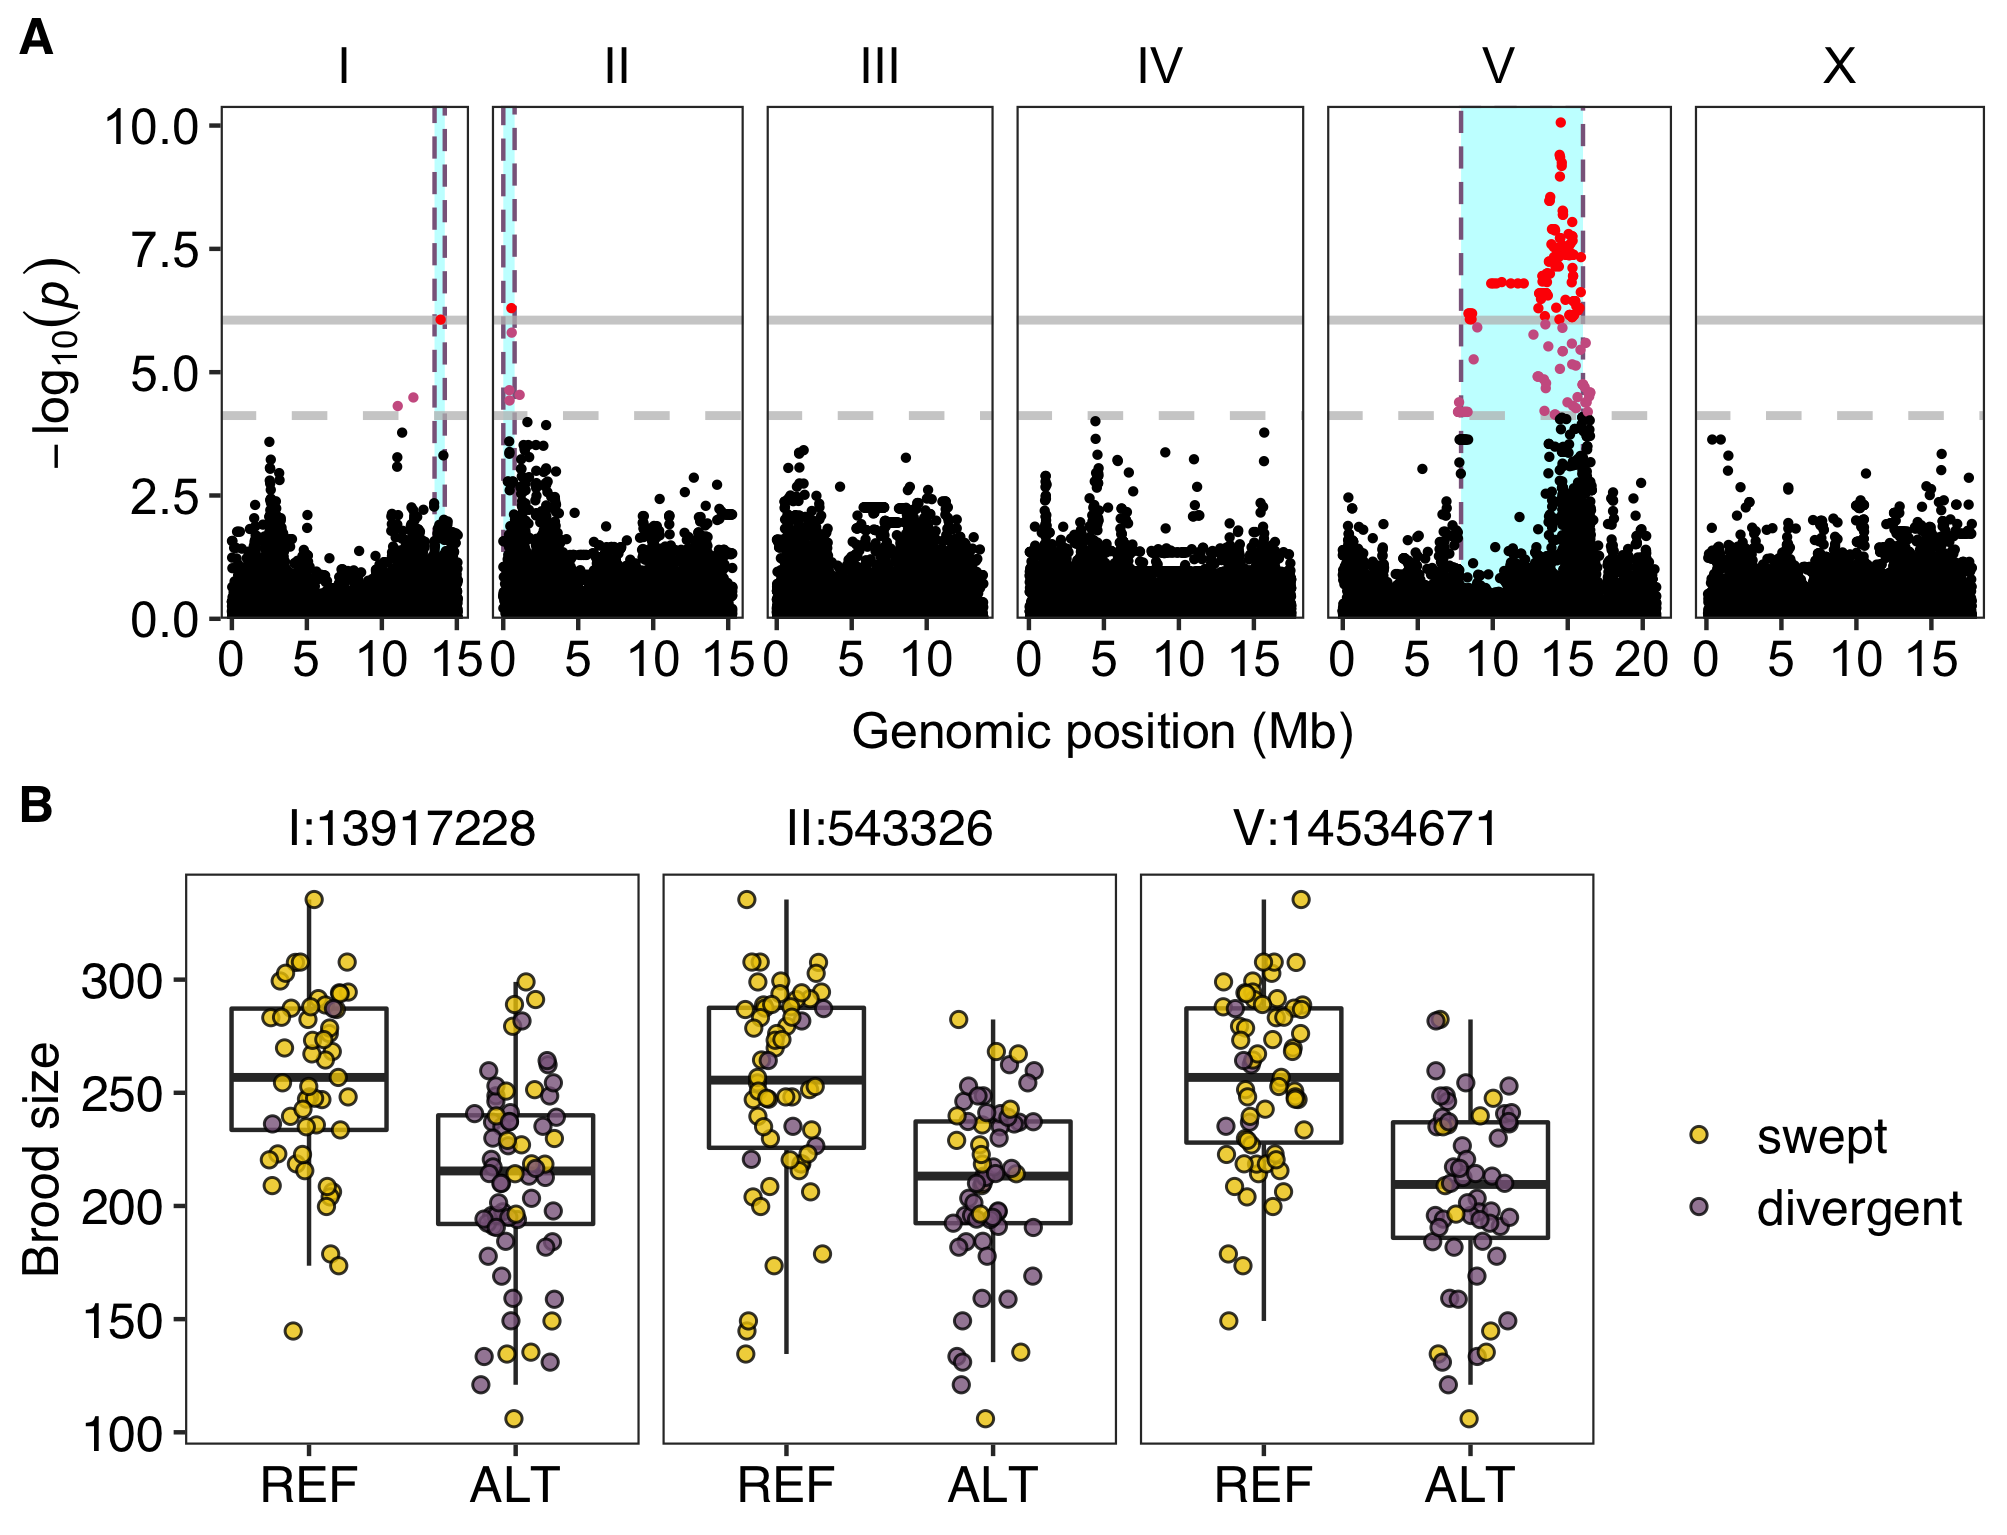 A
I II III IV V X
10.0
7.5
5.0
2.5
0.0
−log10(p)
0 5 10 15 0 5 10 15 0 5 10 0 5 10 15 0 5 10 15 20 0 5 10 15
Genomic position (Mb)
B
I:13917228 II:543326 V:14534671
300
250
200
150
100
Brood size
swept
divergent
REF ALT REF ALT REF ALT